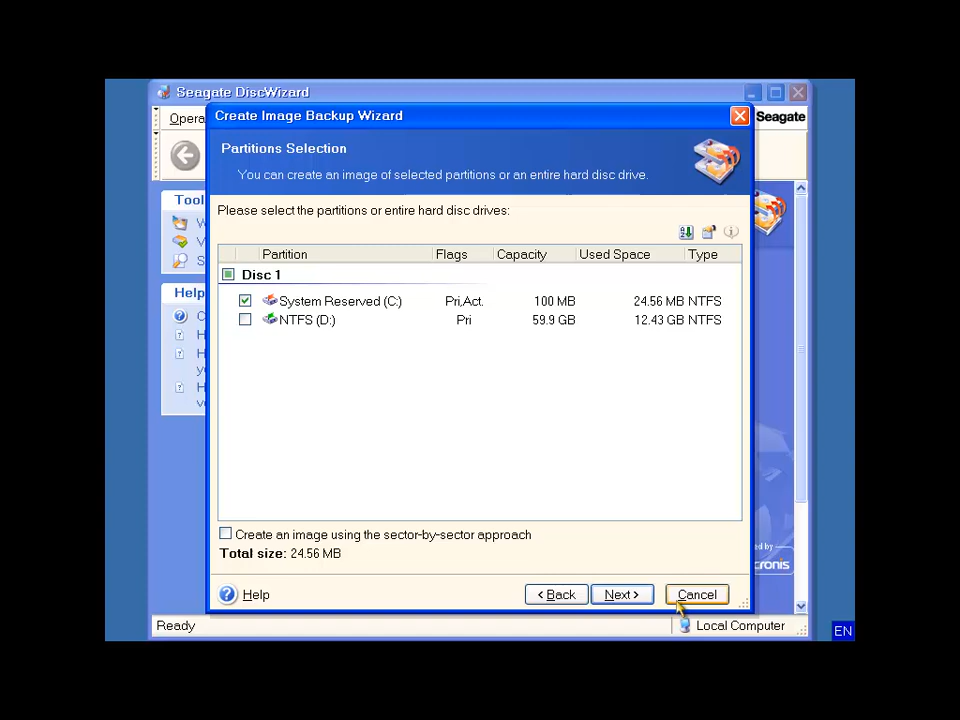 Seagate DiscWizard
Create Image Backup Wizard
Opera
Seagate
Partitions Selection
You can create an image of selected partitions or an entire hard disc drive.
Tool
Please select the partitions or entire hard disc drives:
Partition Flags Capacity Used Space Type
Disc 1
System Reserved (C:) Pri,Act. 100 MB 24.56 MB NTFS
NTFS (D:) Pri 59.9 GB 12.43 GB NTFS
Help
Create an image using the sector-by-sector approach
Total size: 24.56 MB
ed by
cronis
Help
< Back Next > Cancel
Ready
Local Computer
EN